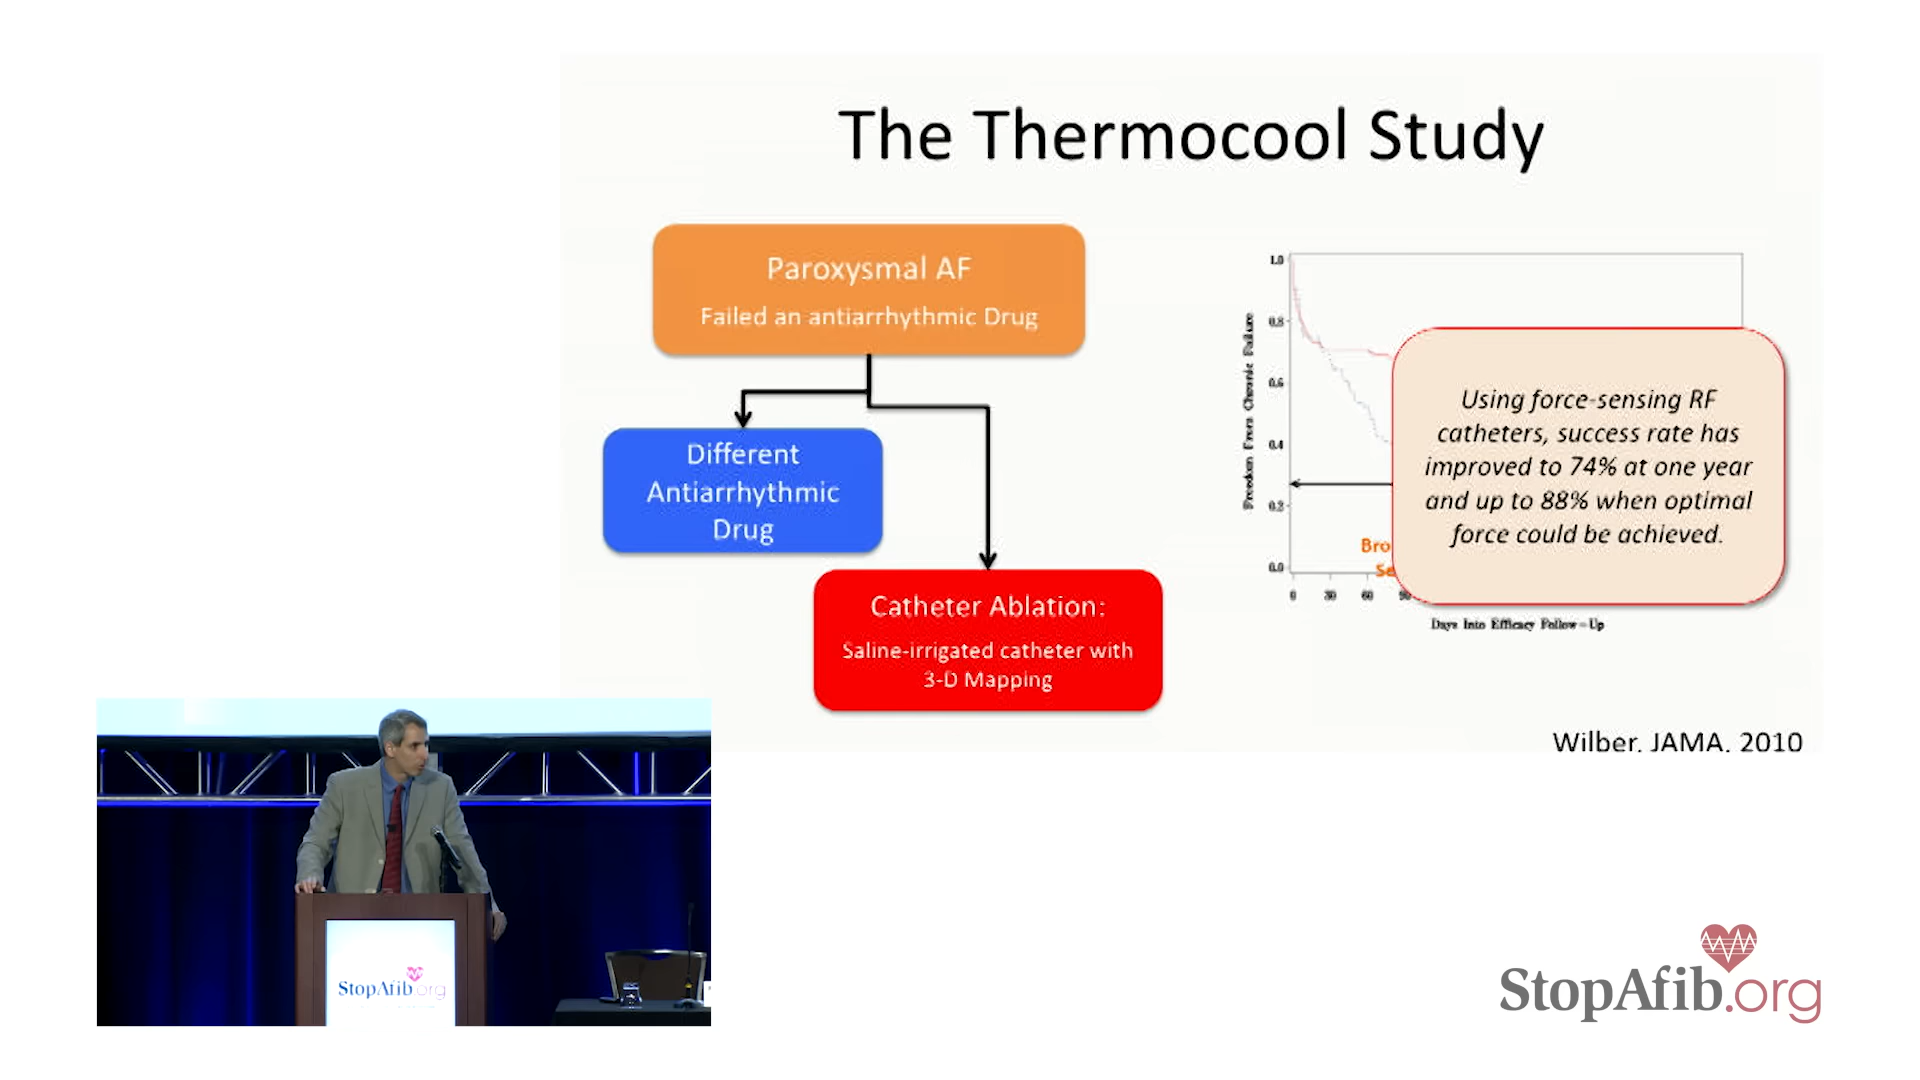 The Thermocool Study
Paroxysmal AF
Failed an antiarrhythmic Drug
Different
Antiarrhythmic
Drug
Catheter Ablation:
Saline-irrigated catheter with
3-D Mapping
Freedom From Chronic Failure
1.0
0.8
0.6
0.4
0.2
0.0
0 30 60 90
Days Into Efficacy Follow-Up
Bro
Se
Using force-sensing RF
catheters, success rate has
improved to 74% at one year
and up to 88% when optimal
force could be achieved.
Wilber, JAMA, 2010
StopAfib.org
StopAfib.org